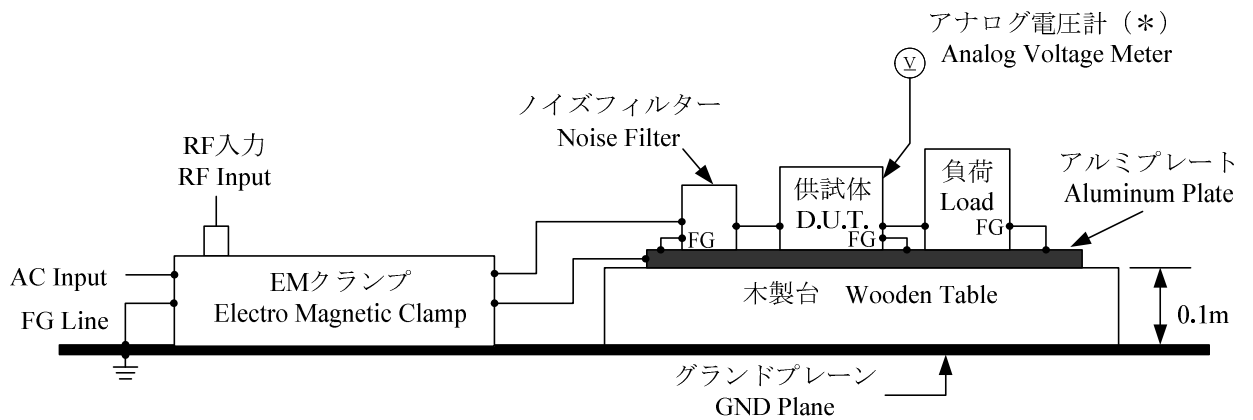 アナログ電圧計（＊）
Analog Voltage Meter
V
ノイズフィルター
Noise Filter
RF入力
RF Input
供試体
D.U.T.
負荷
Load
アルミプレート
Aluminum Plate
FG
FG
FG
AC Input
FG Line
EMクランプ
Electro Magnetic Clamp
木製台 Wooden Table
0.1m
グランドプレーン
GND Plane